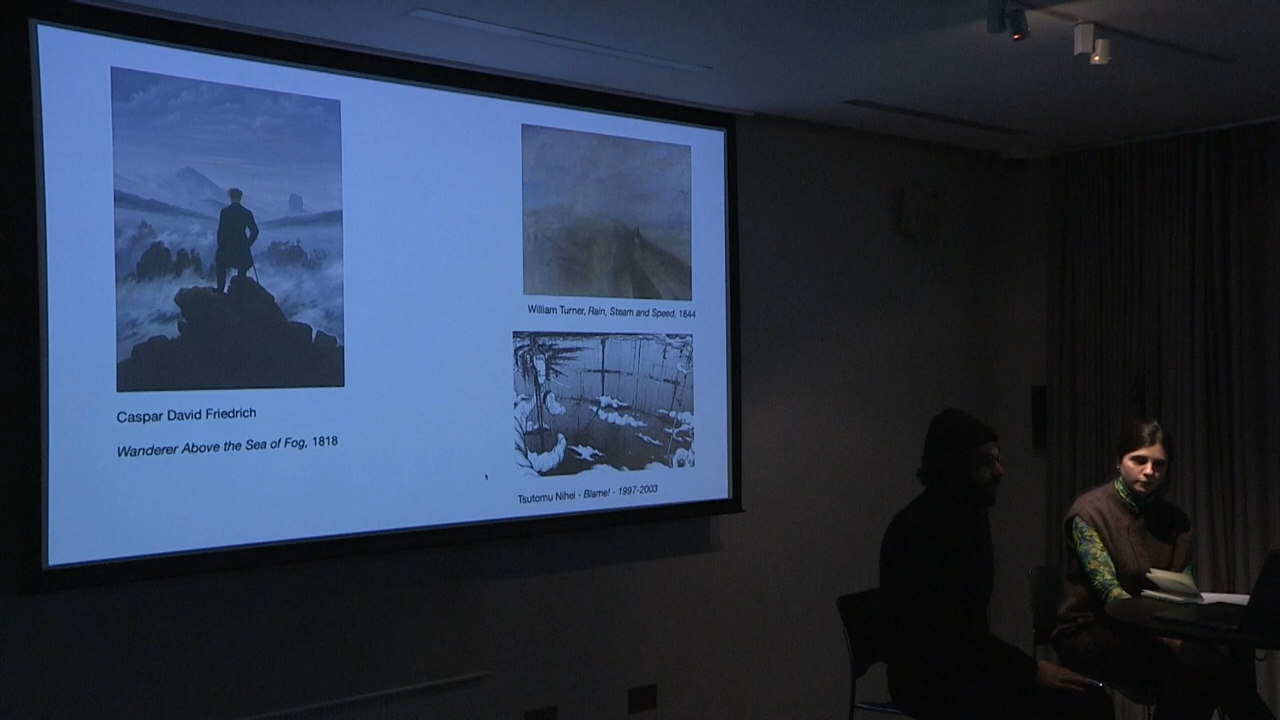 Caspar David Friedrich
Wanderer Above the Sea of Fog, 1818
William Turner, Rain, Steam and Speed, 1844
Tsutomu Nihei - Blame! - 1997-2003